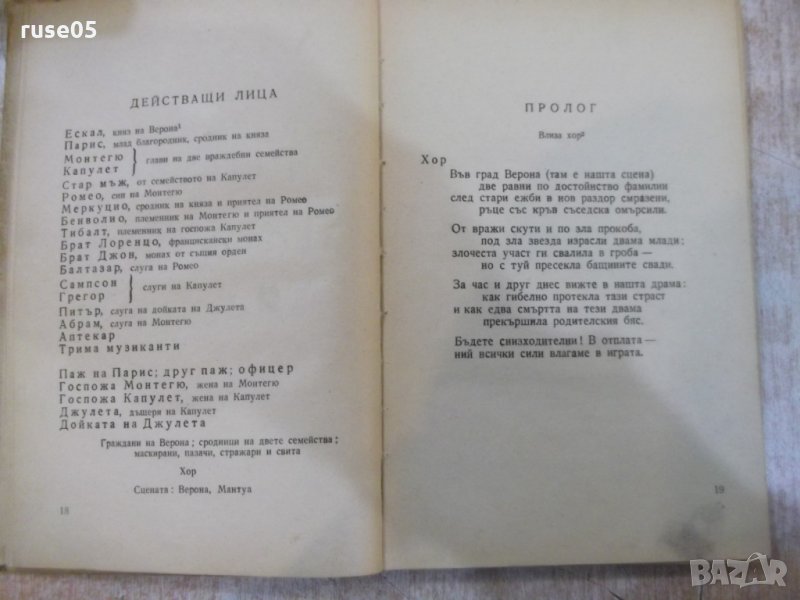 ruse05
ДЕЙСТВАЩИ ЛИЦА
Ескал, княз на Верона¹
Парис, млад благородник, сродник на княза
Монтегю
Капулет } глави на две враждебни семейства
Стар мъж, от семейството на Капулет
Ромео, син на Монтегю
Меркуцио, сродник на княза и приятел на Ромео
Бенволио, племенник на Монтегю и приятел на Ромео
Тибалт, племенник на госпожа Капулет
Брат Лоренцо, францискански монах
Брат Джон, монах от същия орден
Балтазар, слуга на Ромео
Сампсон
Грегор } слуги на Капулет
Питър, слуга на дойката на Джулета
Абрам, слуга на Монтегю
Аптекар
Трима музиканти
Паж на Парис; друг паж; офицер
Госпожа Монтегю, жена на Монтегю
Госпожа Капулет, жена на Капулет
Джулета, дъщеря на Капулет
Дойката на Джулета
Граждани на Верона; сродници на двете семейства;
маскирани, пазачи, стражари и свита
Хор
Сцената: Верона, Мантуа
18
ПРОЛОГ
Влиза хор²
Хор
Във град Верона (там е нашта сцена)
две равни по достойнство фамилии
след стари ежби в нов раздор смразени,
ръце със кръв съседска омърсили.
От вражи скути и по зла прокоба,
под зла звезда израсли двама млади:
злочеста участ ги свалила в гроба —
но с туй пресекла бащините свади.
За час и друг днес вижте в нашта драма:
как гибелно протекла тази страст
и как едва смъртта на тези двама
прекършила родителския бяс.
Бъдете снизходителни! В отплата —
ний всички сили влагаме в играта.
19
BAZAR